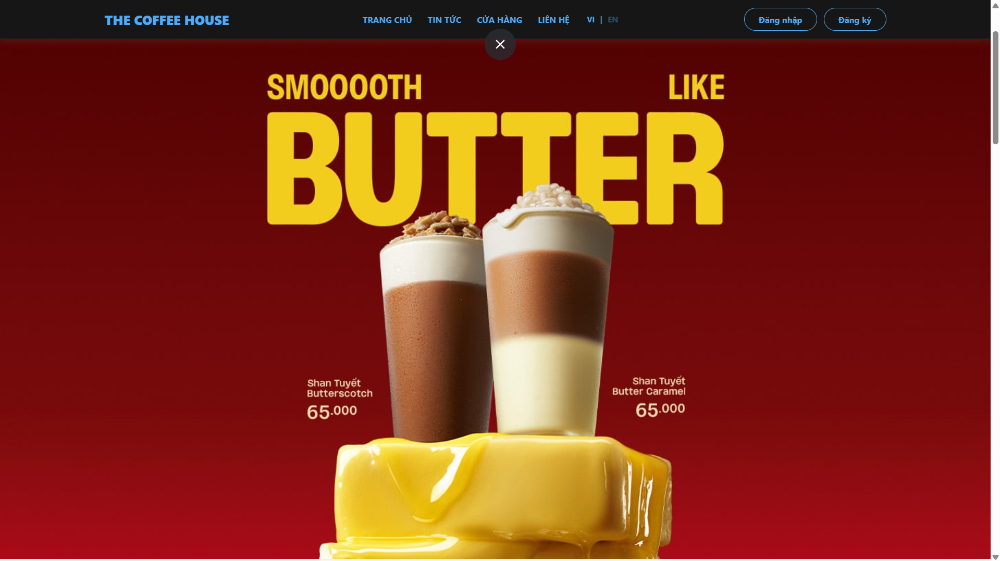 THE COFFEE HOUSE
TRANG CHỦ
TIN TỨC
CỬA HÀNG
LIÊN HỆ
VI | EN
Đăng nhập
Đăng ký
SMOOOOTH LIKE
BUTTER
Shan Tuyết
Butterscotch
65.000
Shan Tuyết
Butter Caramel
65.000